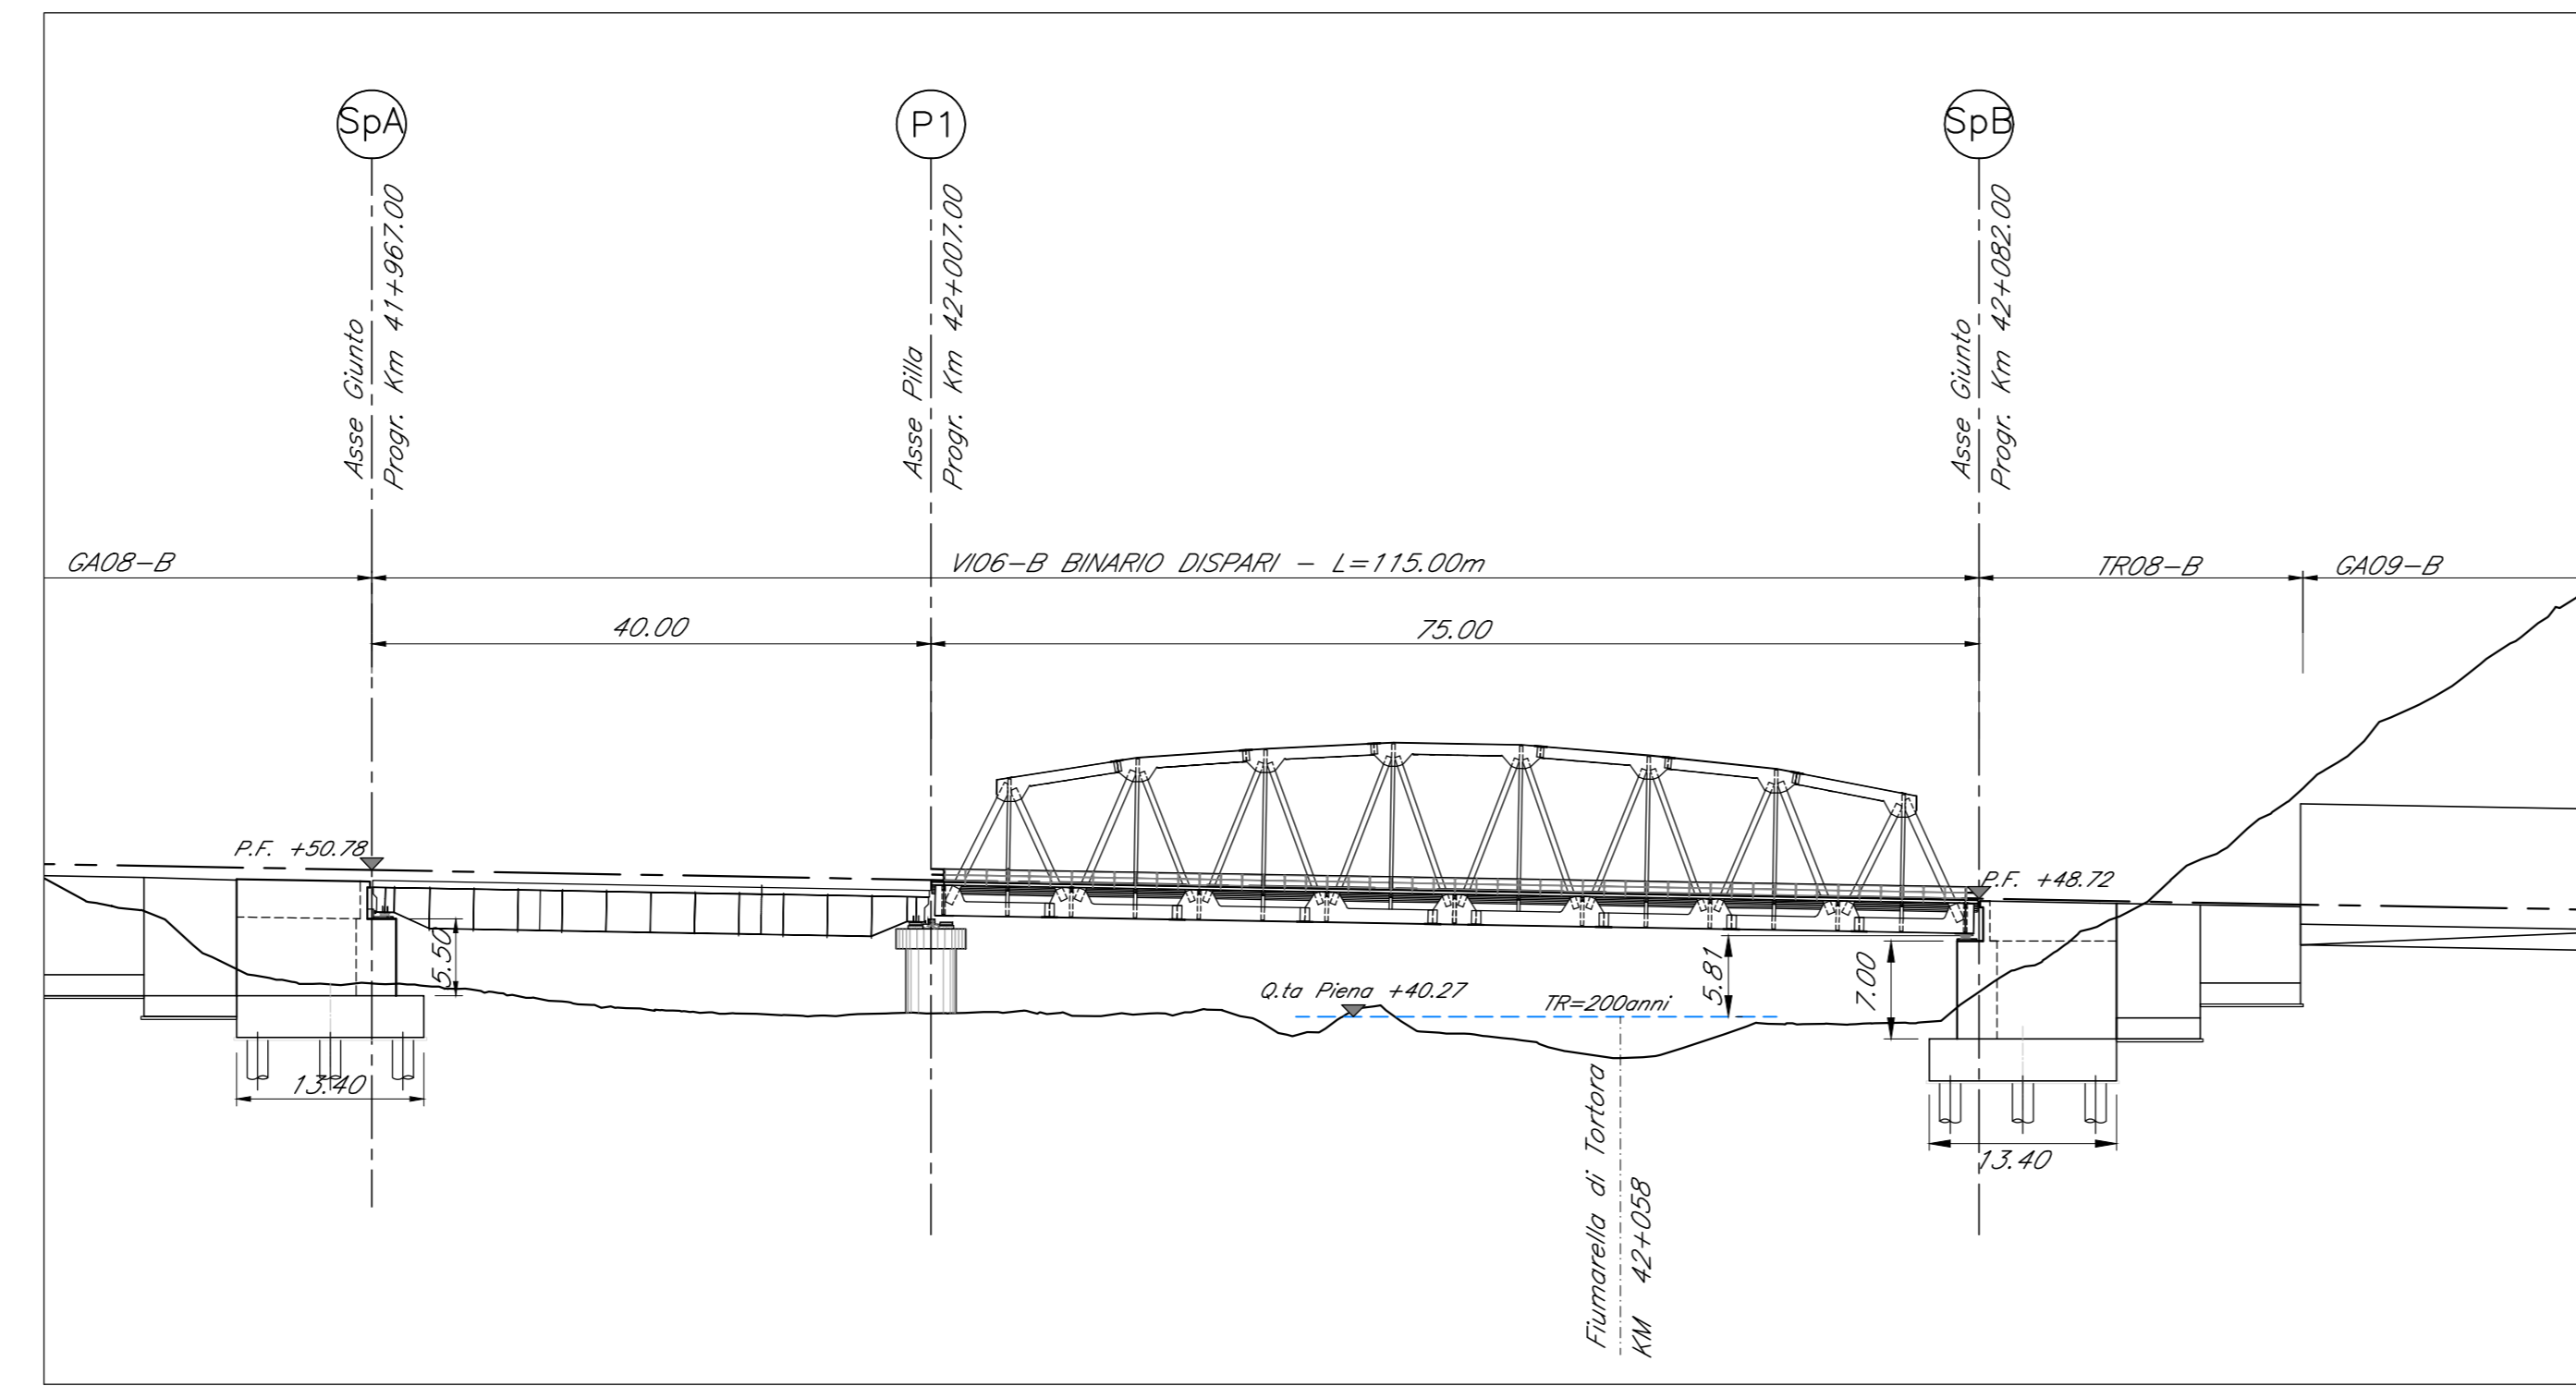 SpA
P1
SpB
Asse Giunto
Progr. Km 41+967.00
Asse Pilla
Progr. Km 42+007.00
Asse Giunto
Progr. Km 42+082.00
GA08-B
VI06-B BINARIO DISPARI - L=115.00m
TR08-B
GA09-B
40.00
75.00
P.F. +50.78
P.F. +48.72
5.50
5.81
7.00
Q.ta Piena +40.27
TR=200anni
13.40
13.40
Fiumarella di Tortora
KM 42+058